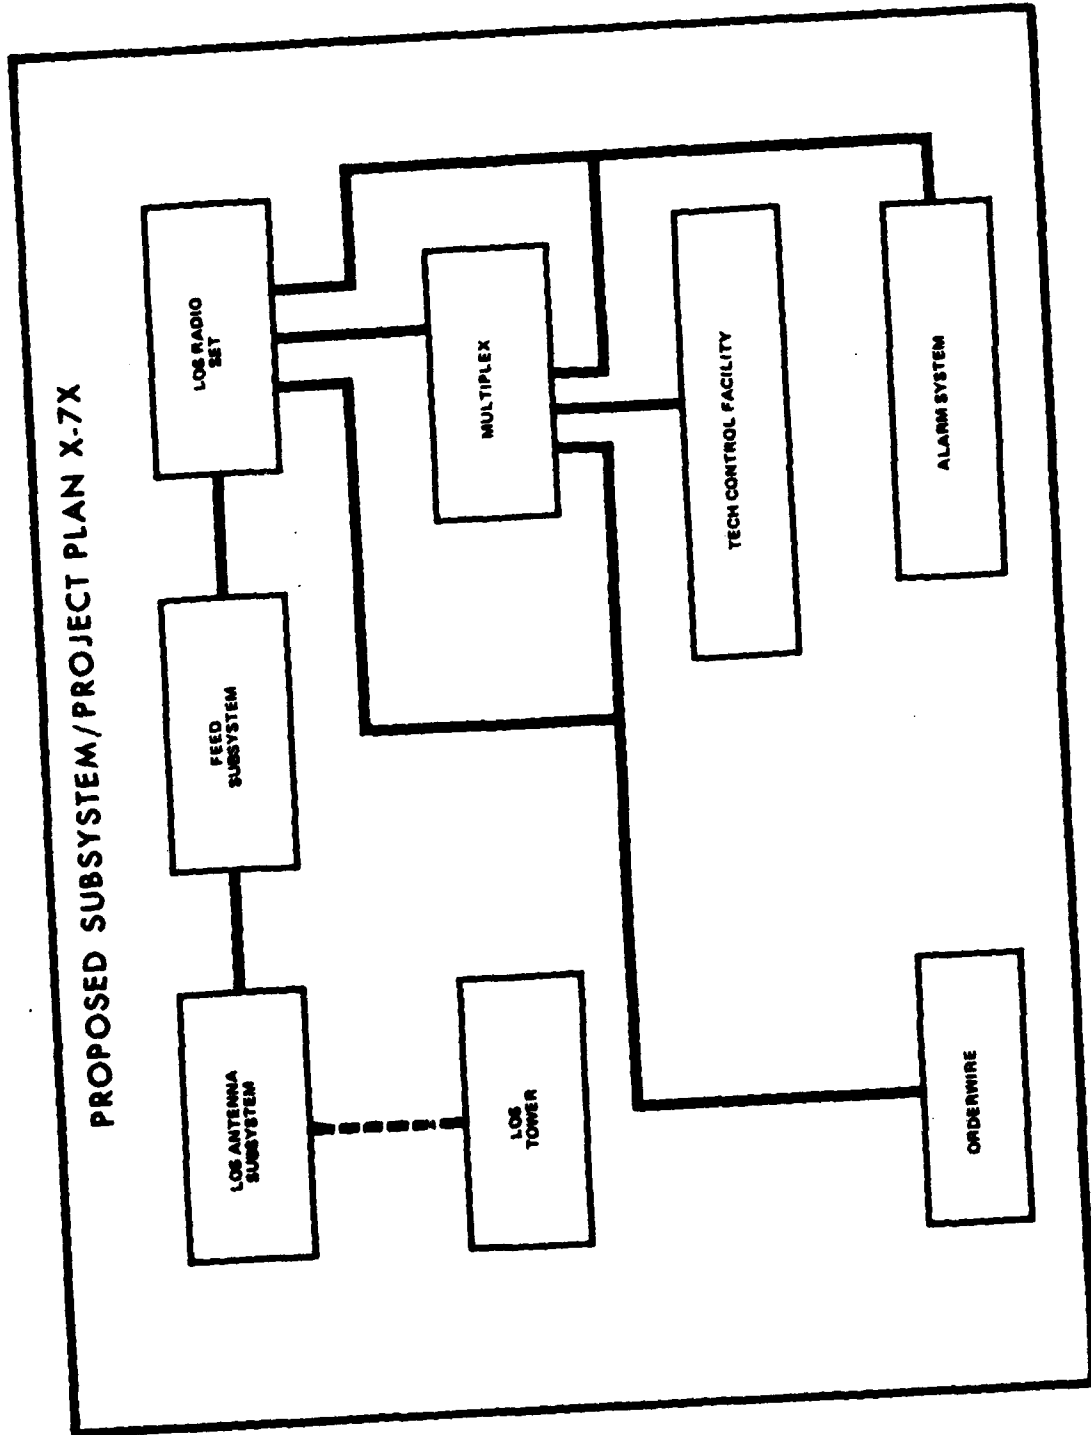 PROPOSED SUBSYSTEM/PROJECT PLAN X-7X
LOS ANTENNA
SUBSYSTEM
FEED
SUBSYSTEM
LOS RADIO
SET
LOS
TOWER
MULTIPLEX
TECH CONTROL FACILITY
ORDERWIRE
ALARM SYSTEM